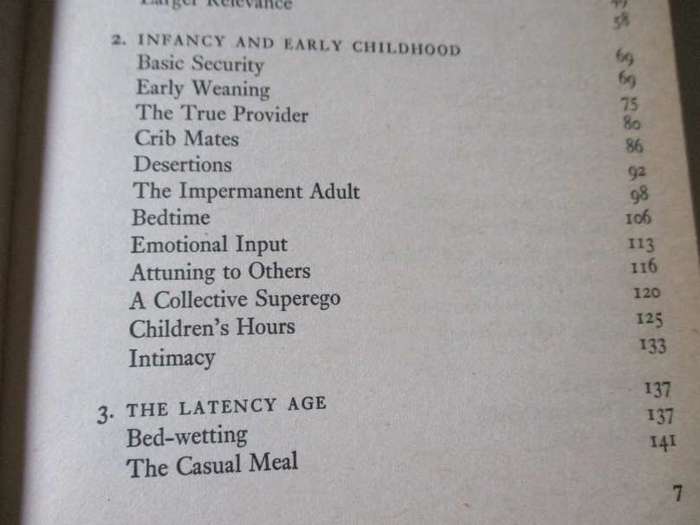 Larger Relevance 58
2. INFANCY AND EARLY CHILDHOOD 69
Basic Security 69
Early Weaning 75
The True Provider 80
Crib Mates 86
Desertions 92
The Impermanent Adult 98
Bedtime 106
Emotional Input 113
Attuning to Others 116
A Collective Superego 120
Children's Hours 125
Intimacy 133
3. THE LATENCY AGE 137
Bed-wetting 137
The Casual Meal 141
7